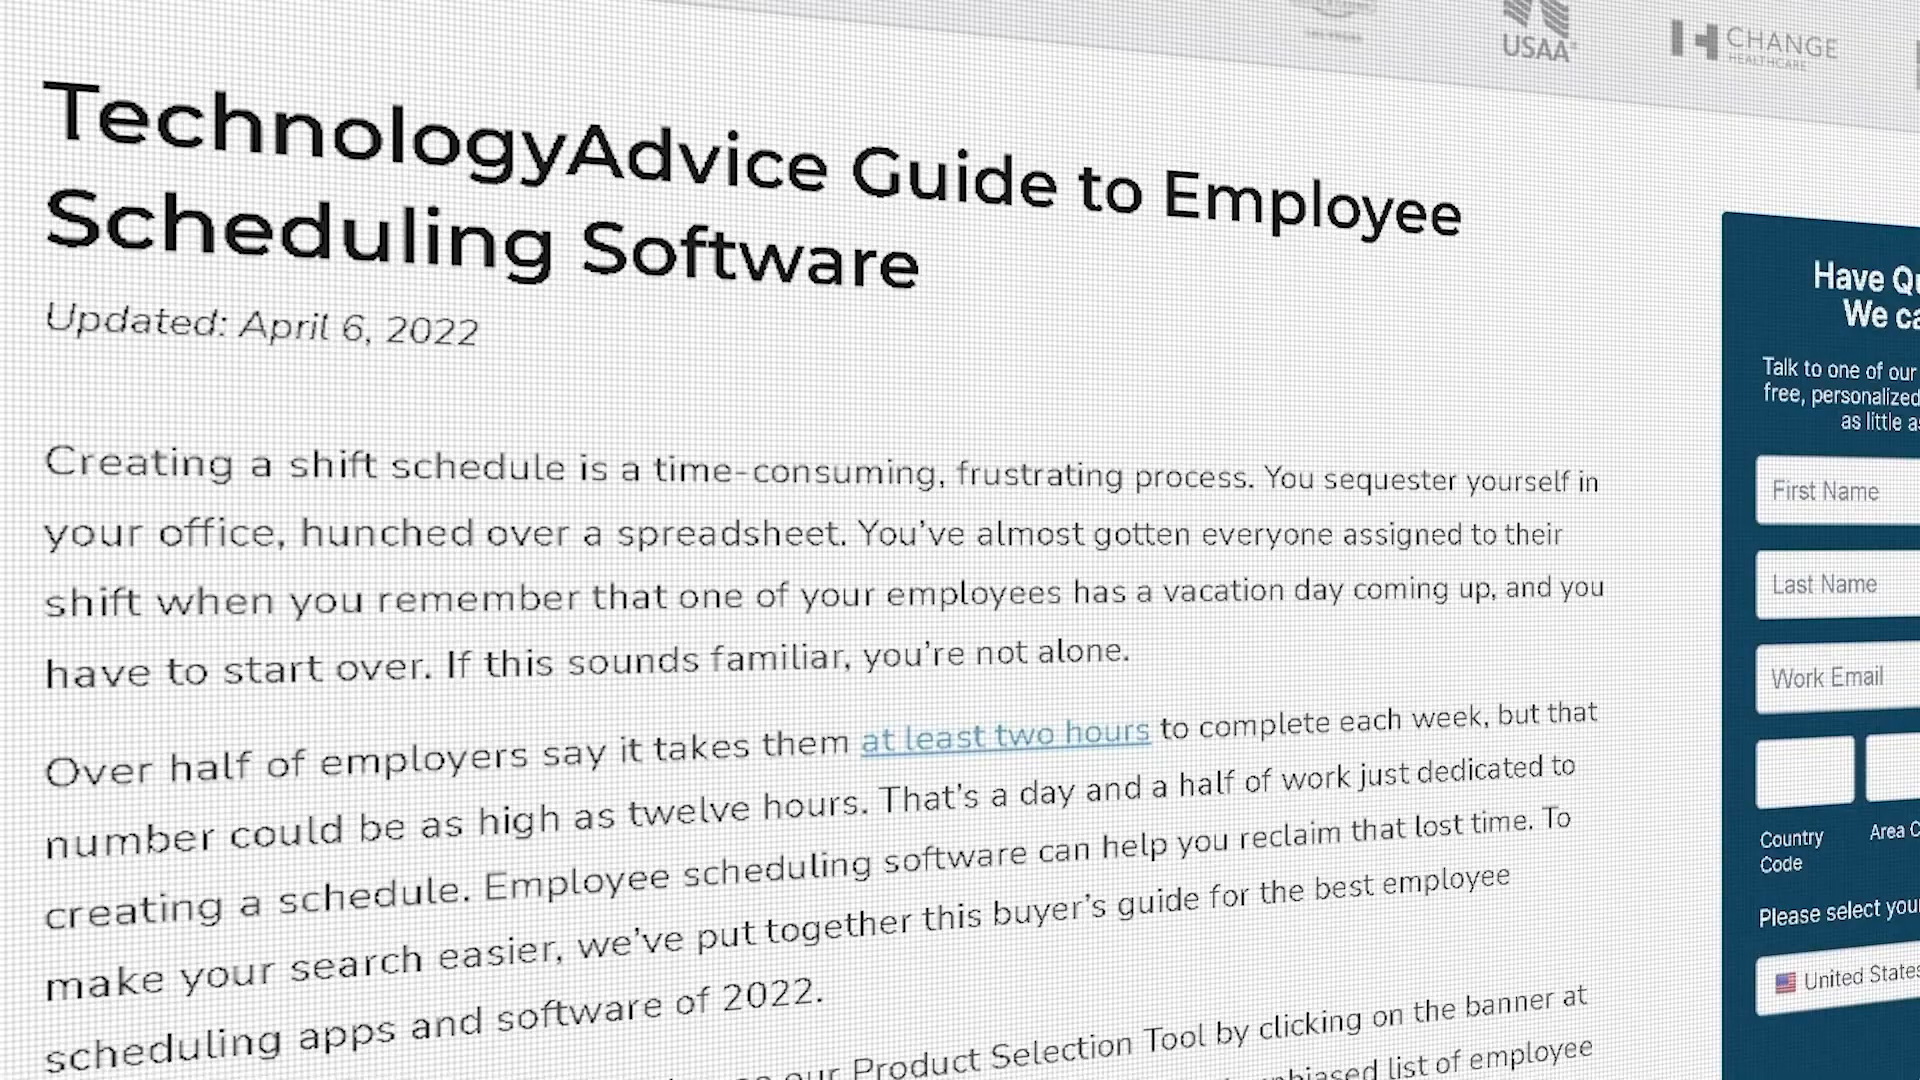 USAA
CHANGE
HEALTHCARE
TechnologyAdvice Guide to Employee
Scheduling Software
Updated: April 6, 2022
Creating a shift schedule is a time-consuming, frustrating process. You sequester yourself in
your office, hunched over a spreadsheet. You’ve almost gotten everyone assigned to their
shift when you remember that one of your employees has a vacation day coming up, and you
have to start over. If this sounds familiar, you’re not alone.
Over half of employers say it takes them at least two hours to complete each week, but that
number could be as high as twelve hours. That’s a day and a half of work just dedicated to
creating a schedule. Employee scheduling software can help you reclaim that lost time. To
make your search easier, we’ve put together this buyer’s guide for the best employee
scheduling apps and software of 2022.
our Product Selection Tool by clicking on the banner at
list of employee
Have
We
Talk to one of our
free, personalized
as little
First Name
Last Name
Work Email
Country
Code
Area
Please select your
United States